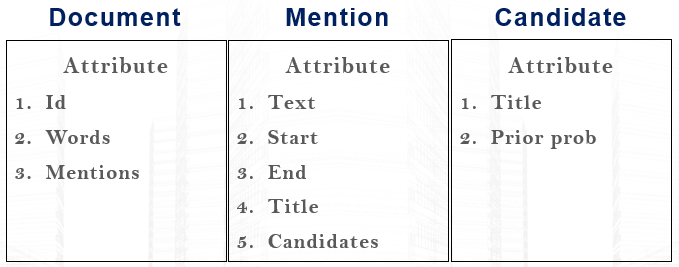 Document
Attribute
1. Id
2. Words
3. Mentions
Mention
Attribute
1. Text
2. Start
3. End
4. Title
5. Candidates
Candidate
Attribute
1. Title
2. Prior prob